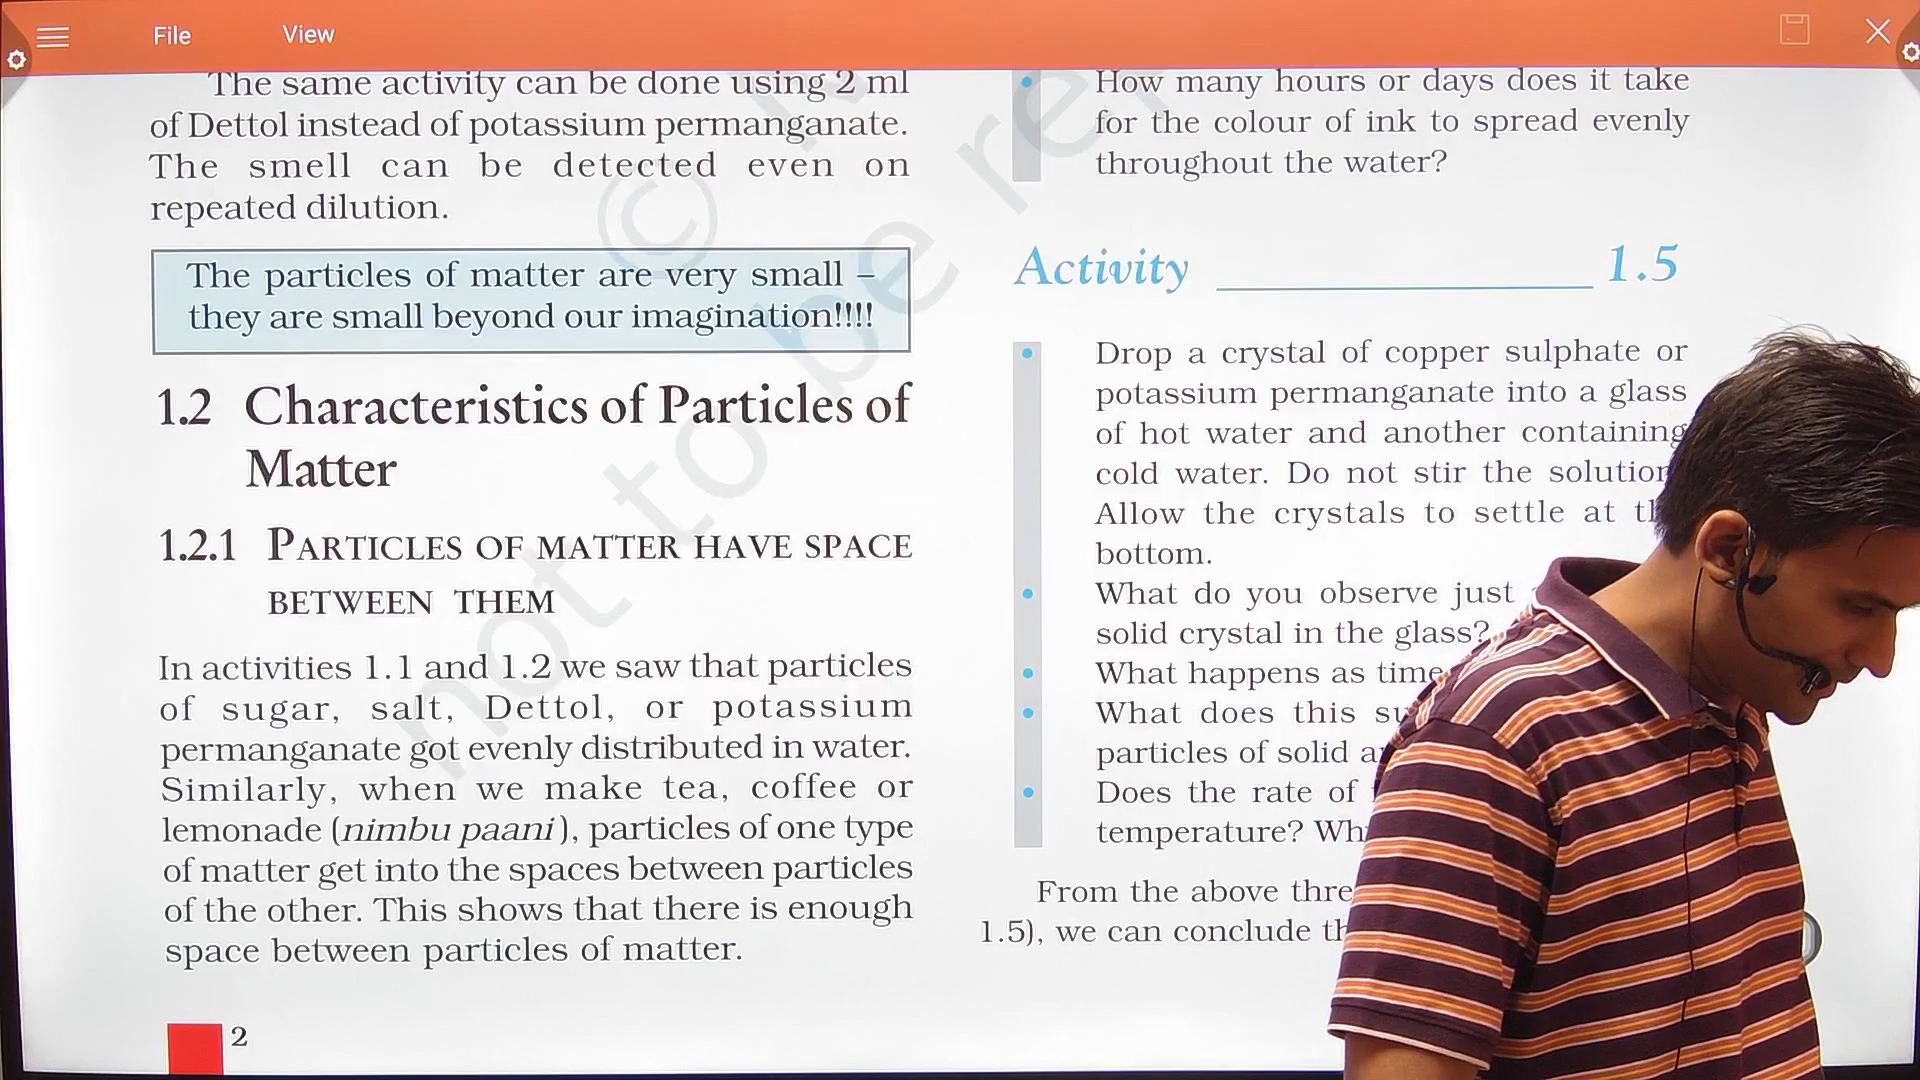 File
View
The same activity can be done using 2 ml
of Dettol instead of potassium permanganate.
The smell can be detected even on
repeated dilution.
The particles of matter are very small –
they are small beyond our imagination!!!!
1.2 Characteristics of Particles of
Matter
1.2.1 PARTICLES OF MATTER HAVE SPACE
BETWEEN THEM
In activities 1.1 and 1.2 we saw that particles
of sugar, salt, Dettol, or potassium
permanganate got evenly distributed in water.
Similarly, when we make tea, coffee or
lemonade (nimbu paani), particles of one type
of matter get into the spaces between particles
of the other. This shows that there is enough
space between particles of matter.
2
• How many hours or days does it take
for the colour of ink to spread evenly
throughout the water?
Activity 1.5
• Drop a crystal of copper sulphate or
potassium permanganate into a glass
of hot water and another containing
cold water. Do not stir the solution
Allow the crystals to settle at
bottom.
• What do you observe just
solid crystal in the glass?
• What happens as time
• What does this
particles of solid
• Does the rate of
temperature?
From the above
1.5), we can conclude
© 
not to be